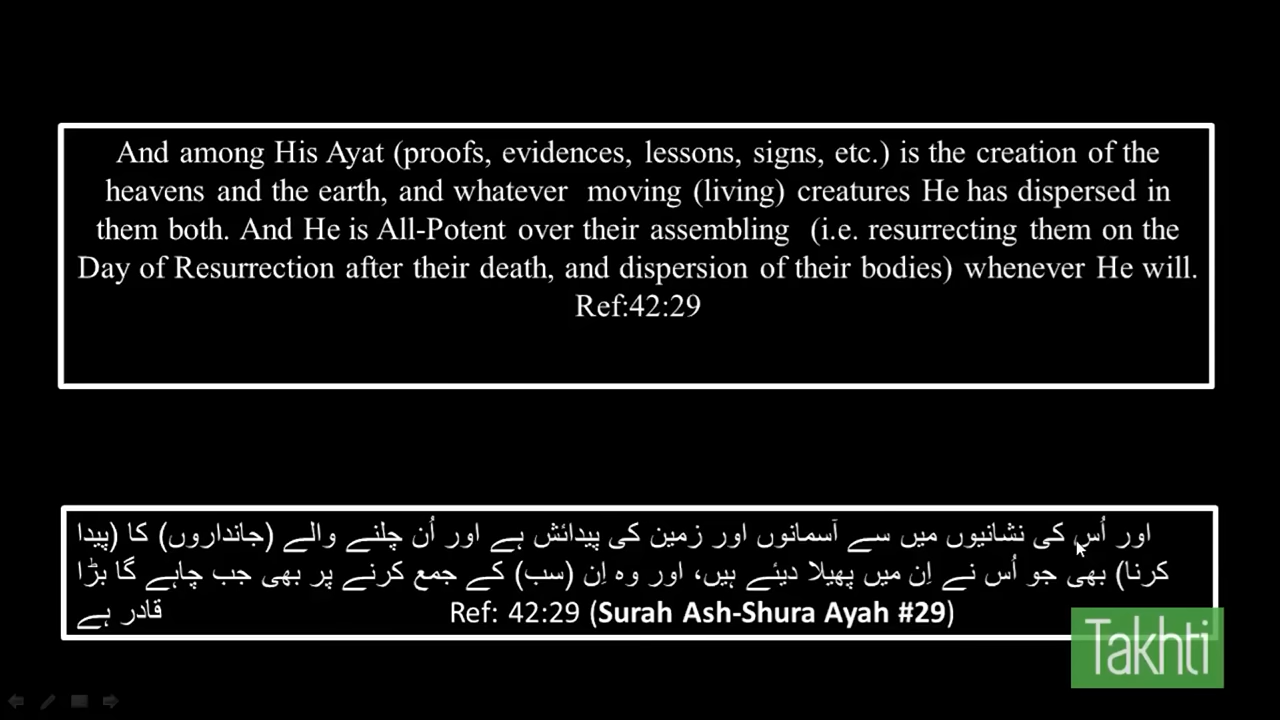 And among His Ayat (proofs, evidences, lessons, signs, etc.) is the creation of the
heavens and the earth, and whatever moving (living) creatures He has dispersed in
them both. And He is All-Potent over their assembling (i.e. resurrecting them on the
Day of Resurrection after their death, and dispersion of their bodies) whenever He will.
Ref:42:29
اور اُس کی نشانیوں میں سے آسمانوں اور زمین کی پیدائش ہے اور اُن چلنے والے (جانداروں) کا (پیدا
کرنا) بھی جو اُس نے اِن میں پھیلا دیئے ہیں، اور وہ اِن (سب) کے جمع کرنے پر بھی جب چاہے گا بڑا
قادر ہے Ref: 42:29 (Surah Ash-Shura Ayah #29)
Takhti